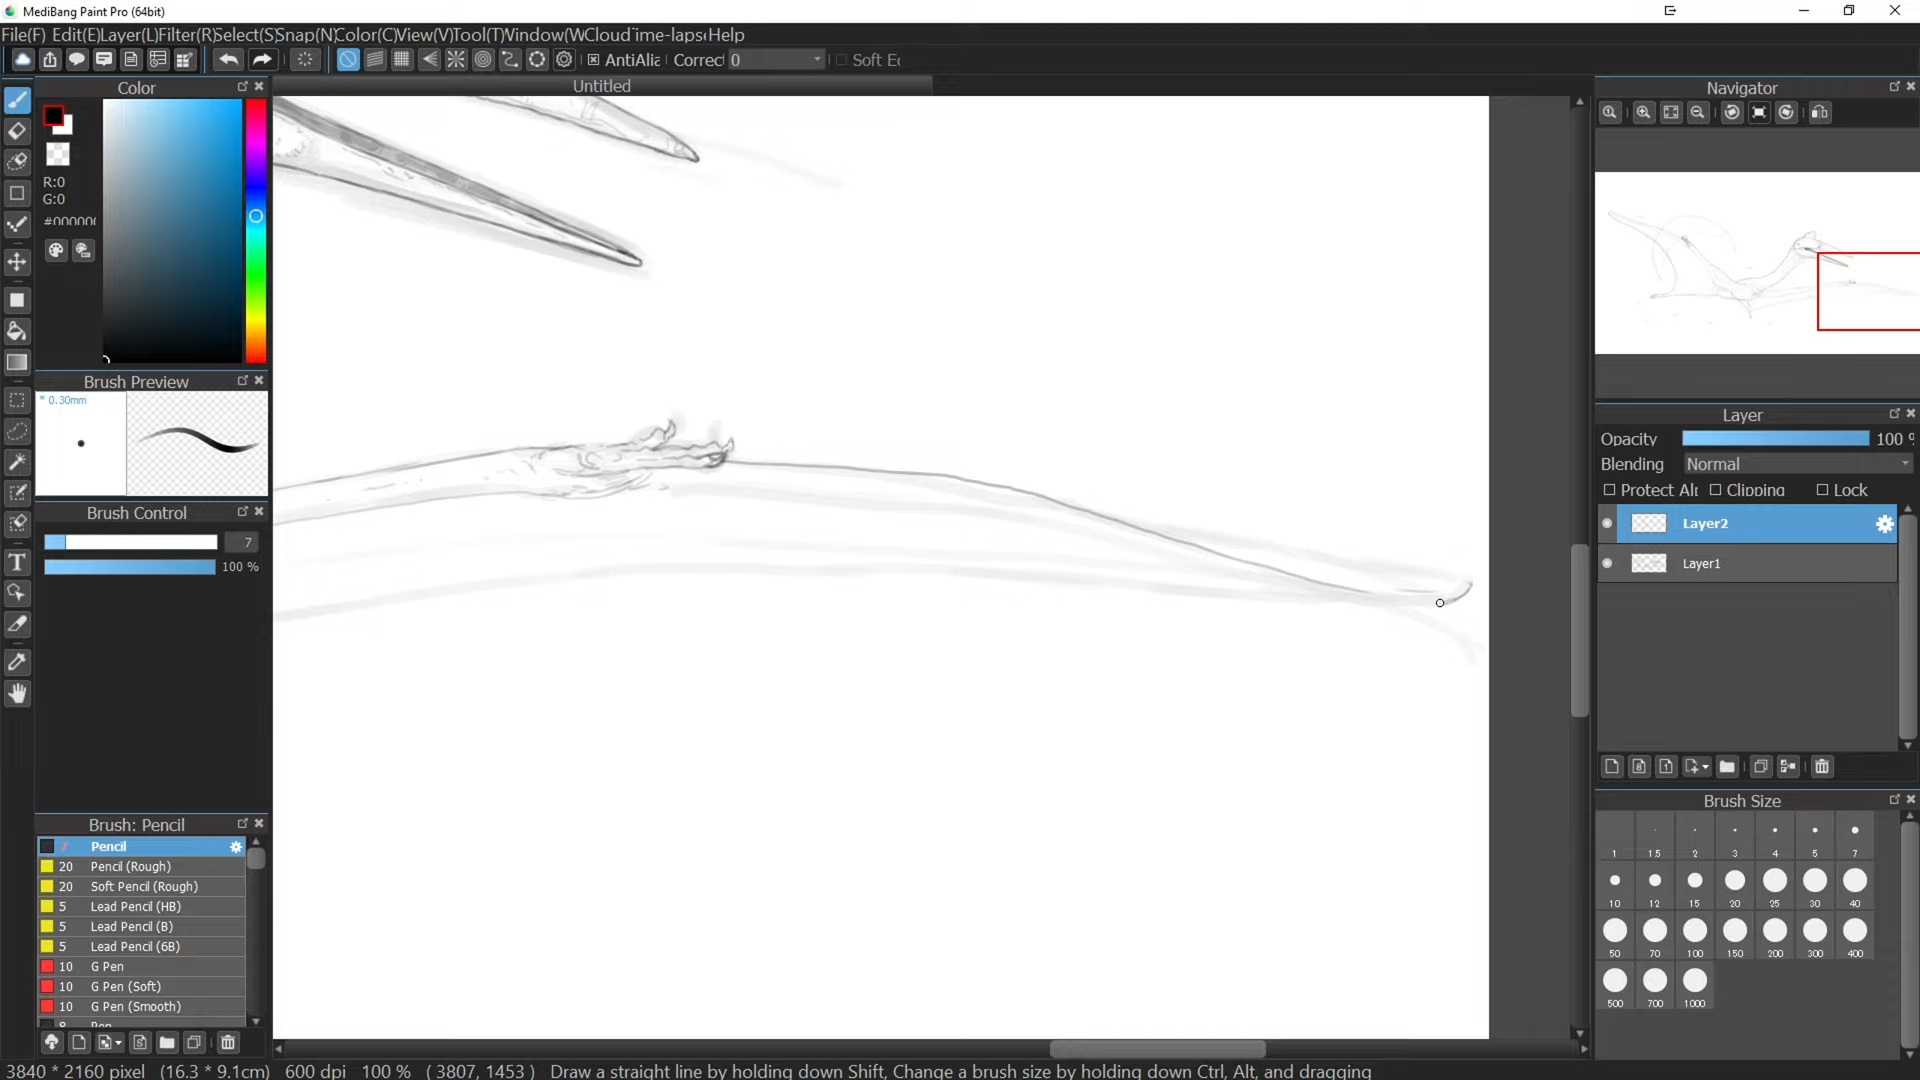 MediBang Paint Pro (64bit)
File(F) Edit(E) Layer(L) Filter(R) Select(S) Snap(N) Color(C) View(V) Tool(T) Window(W Cloud Time-laps Help
AntiAlia Correct 0 Soft Ec
Color
Untitled
Navigator
R:0
G:0
#000000
Brush Preview
* 0.30mm
Layer
Opacity 100 %
Blending Normal
Protect Al Clipping Lock
Brush Control
7
100 %
Layer2
Layer1
Brush: Pencil
Pencil
20 Pencil (Rough)
20 Soft Pencil (Rough)
5 Lead Pencil (HB)
5 Lead Pencil (B)
5 Lead Pencil (6B)
10 G Pen
10 G Pen (Soft)
10 G Pen (Smooth)
8 Pen
Brush Size
1 1.5 2 3 4 5 7
10 12 15 20 25 30 40
50 70 100 150 200 300 400
500 700 1000
3840 * 2160 pixel (16.3 * 9.1cm) 600 dpi 100 % ( 3807, 1453 ) Draw a straight line by holding down Shift, Change a brush size by holding down Ctrl, Alt, and dragging